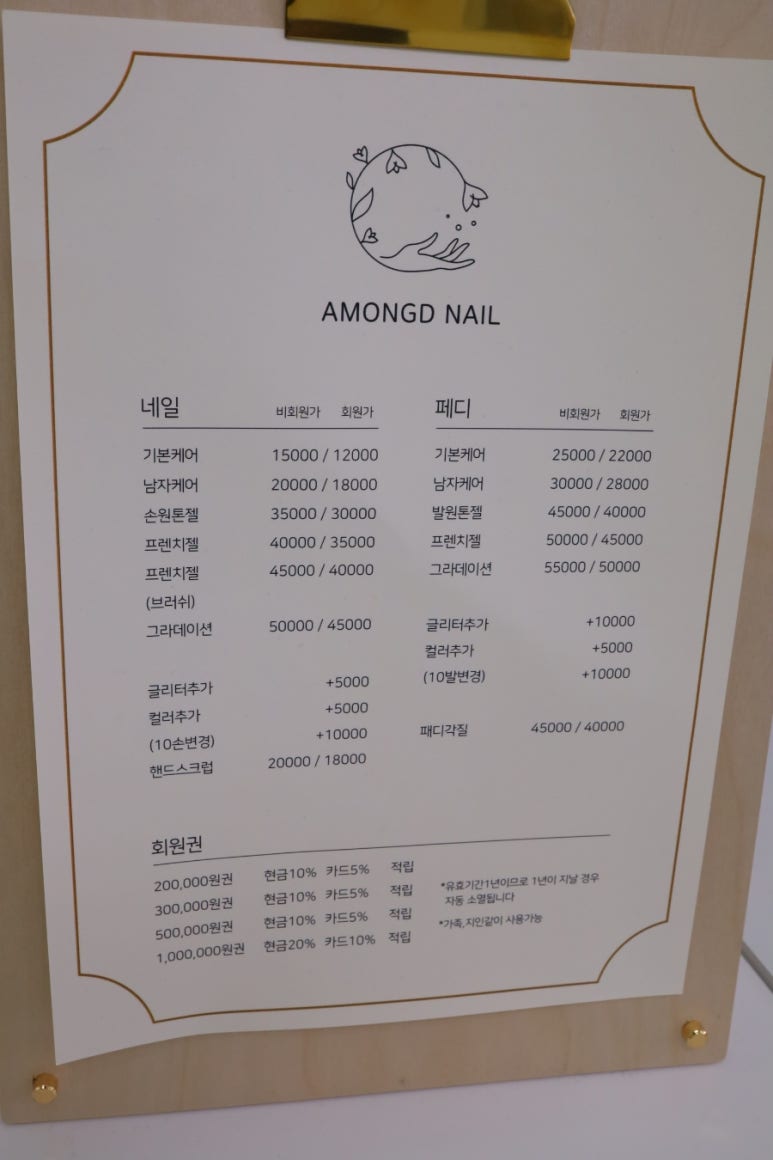 AMONGD NAIL
네일 비회원가 회원가
기본케어 15000 / 12000
남자케어 20000 / 18000
손원톤젤 35000 / 30000
프렌치젤 40000 / 35000
프렌치젤 45000 / 40000
(브러쉬)
그라데이션 50000 / 45000
글리터추가 +5000
컬러추가 +5000
(10손변경) +10000
핸드스크럽 20000 / 18000
페디 비회원가 회원가
기본케어 25000 / 22000
남자케어 30000 / 28000
발원톤젤 45000 / 40000
프렌치젤 50000 / 45000
그라데이션 55000 / 50000
글리터추가 +10000
컬러추가 +5000
(10발변경) +10000
패디각질 45000 / 40000
회원권
200,000원권 현금10% 카드5% 적립
300,000원권 현금10% 카드5% 적립
500,000원권 현금10% 카드5% 적립
1,000,000원권 현금20% 카드10% 적립
*유효기간1년이므로 1년이 지날 경우
자동 소멸됩니다
*가족,지인같이 사용가능